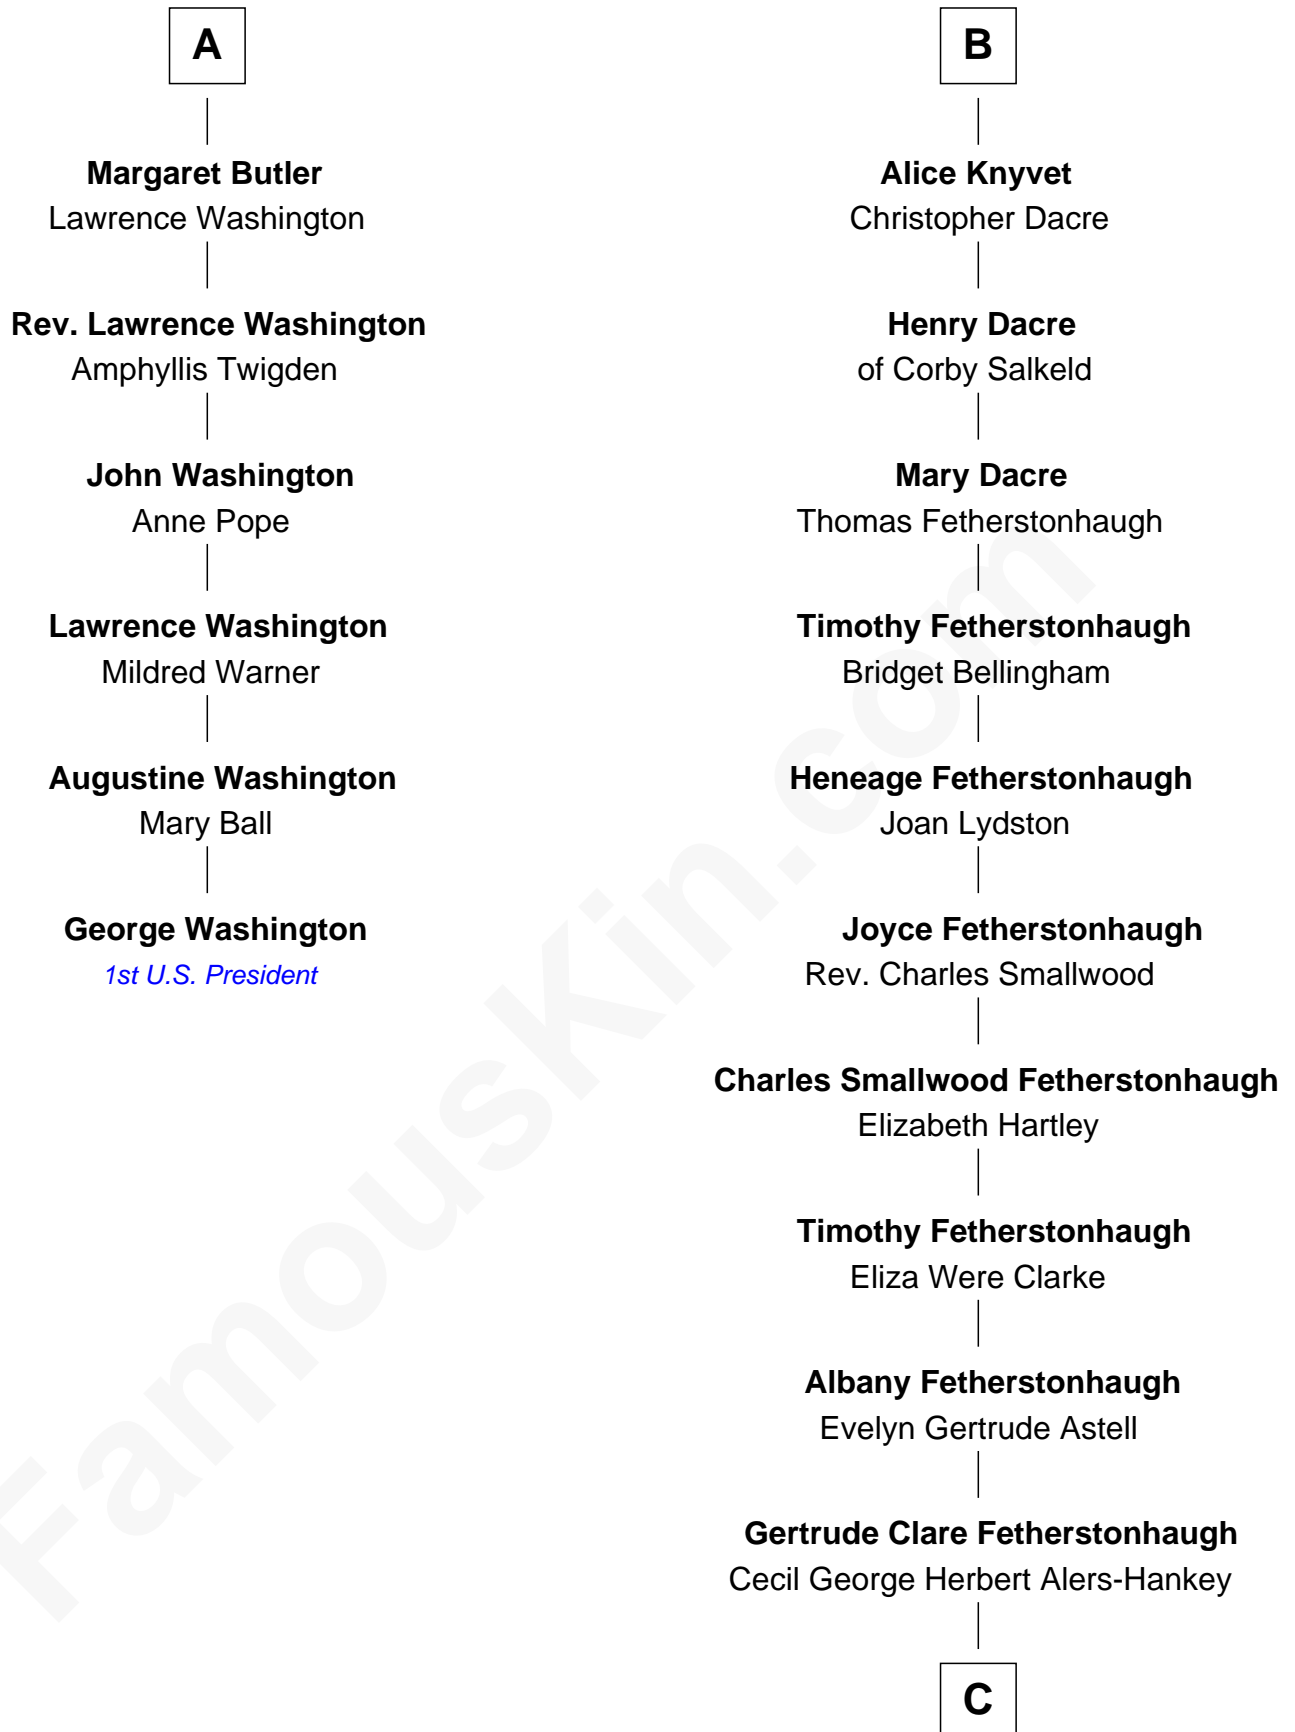 A
Margaret Butler
Lawrence Washington
Rev. Lawrence Washington
Amphyllis Twigden
John Washington
Anne Pope
Lawrence Washington
Mildred Warner
Augustine Washington
Mary Ball
George Washington
1st U.S. President
B
Alice Knyvet
Christopher Dacre
Henry Dacre
of Corby Salkeld
Mary Dacre
Thomas Fetherstonhaugh
Timothy Fetherstonhaugh
Bridget Bellingham
Heneage Fetherstonhaugh
Joan Lydston
Joyce Fetherstonhaugh
Rev. Charles Smallwood
Charles Smallwood Fetherstonhaugh
Elizabeth Hartley
Timothy Fetherstonhaugh
Eliza Were Clarke
Albany Fetherstonhaugh
Evelyn Gertrude Astell
Gertrude Clare Fetherstonhaugh
Cecil George Herbert Alers-Hankey
C
FamousKin.com